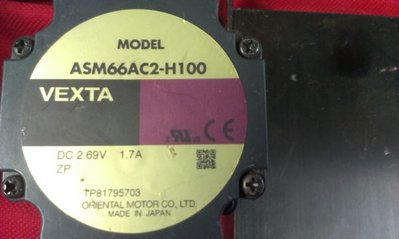 MODEL
ASM66AC2-H100
VEXTA
DC 2.69V 1.7A
ZP
TP81795703
ORIENTAL MOTOR CO,. LTD.
MADE IN JAPAN